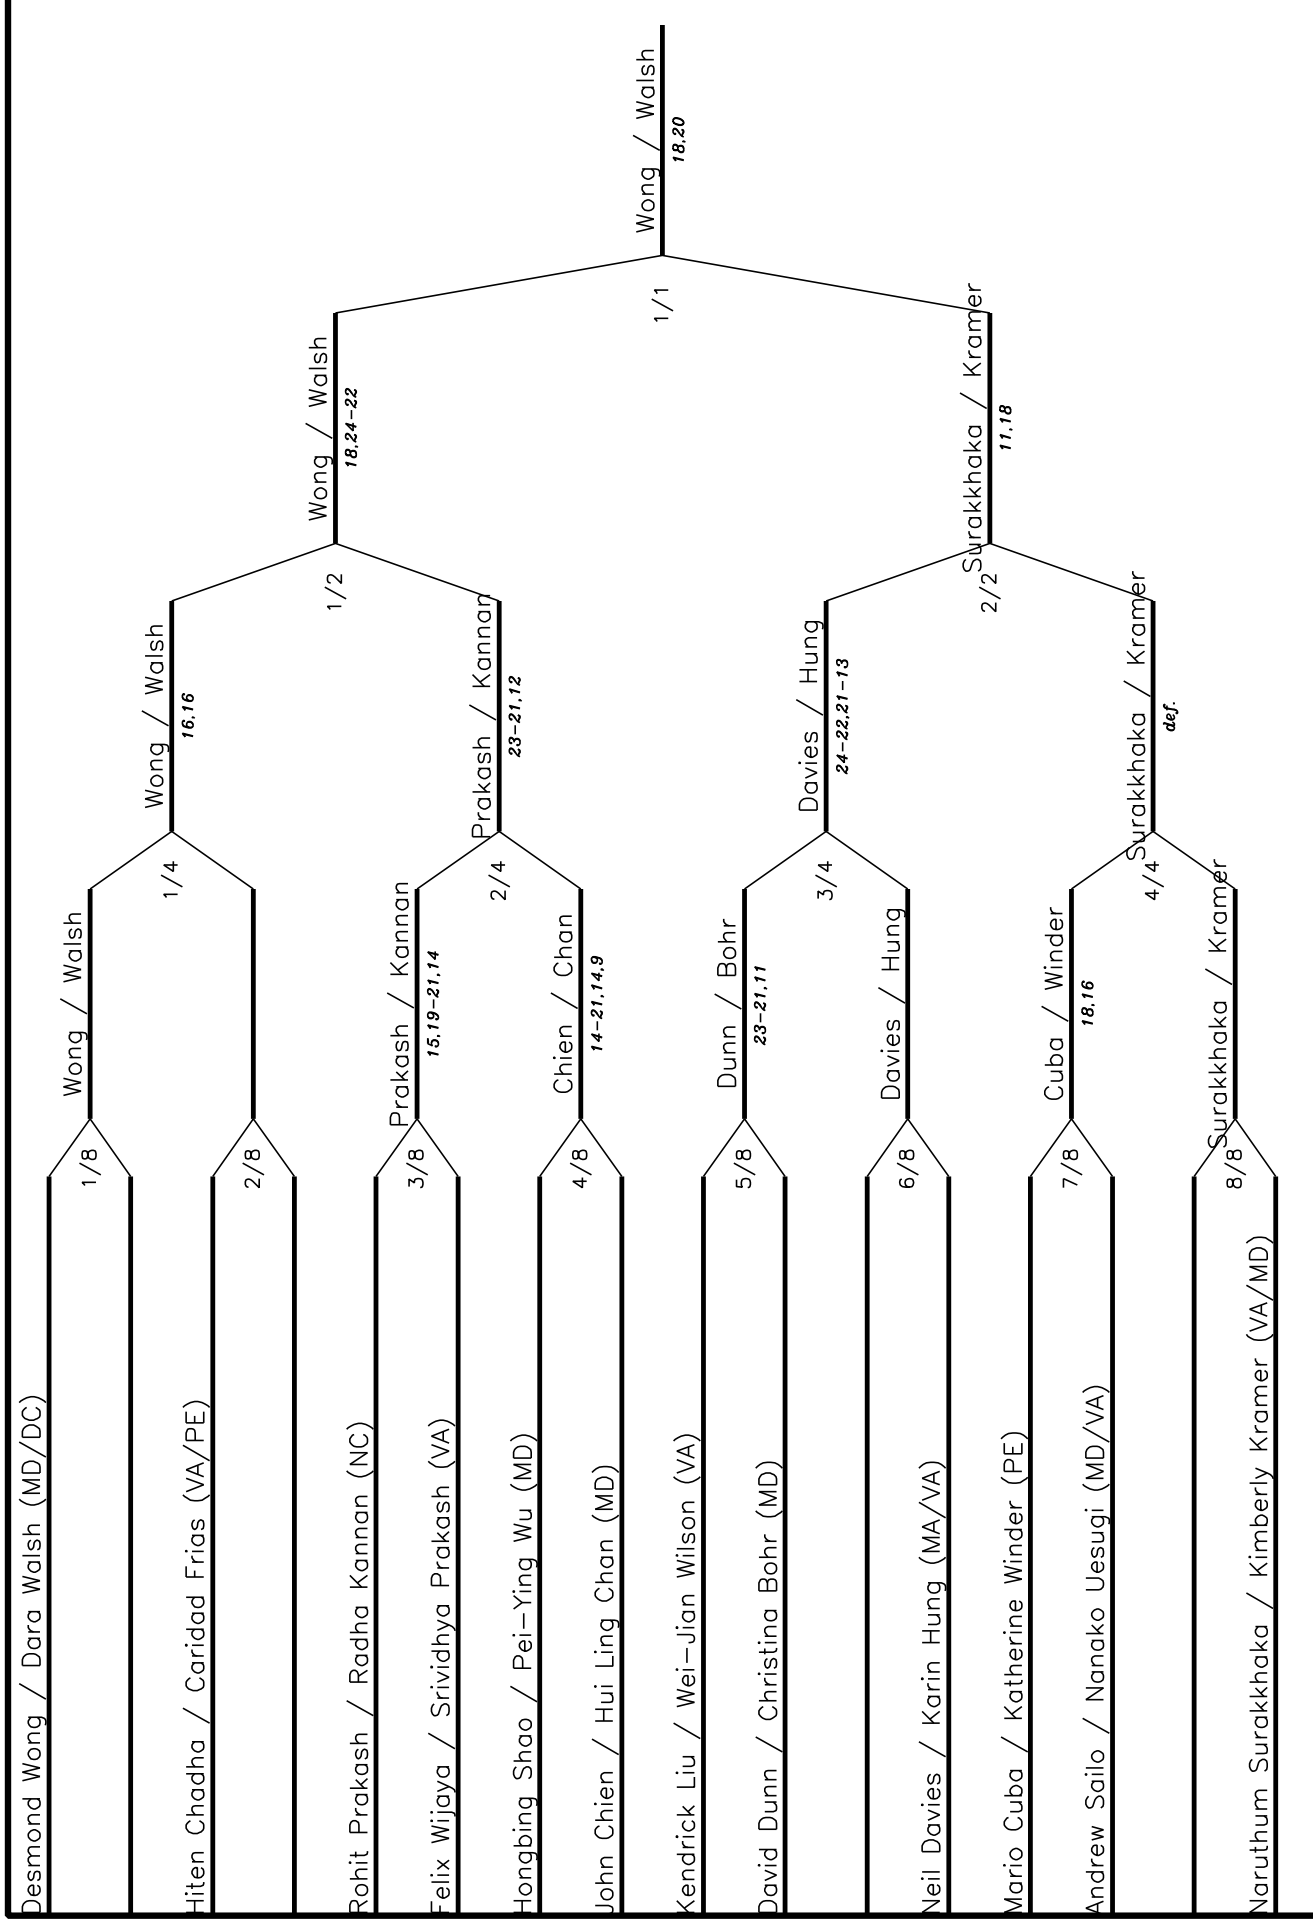 Desmond Wong / Dara Walsh (MD/DC)
Hiten Chadha / Caridad Frias (VA/PE)
Rohit Prakash / Radha Kannan (NC)
Felix Wijaya / Srividhya Prakash (VA)
Hongbing Shao / Pei-Ying Wu (MD)
John Chien / Hui Ling Chan (MD)
Kendrick Liu / Wei-Jian Wilson (VA)
David Dunn / Christina Bohr (MD)
Neil Davies / Karin Hung (MA/VA)
Mario Cuba / Katherine Winder (PE)
Andrew Sailo / Nanako Uesugi (MD/VA)
Naruthum Surakkhaka / Kimberly Kramer (VA/MD)
1/8
2/8
3/8
4/8
5/8
6/8
7/8
8/8
Wong / Walsh
Prakash / Kannan
15,19-21,14
Chien / Chan
14-21,14,9
Dunn / Bohr
23-21,11
Davies / Hung
Cuba / Winder
18,16
Surakkhaka / Kramer
1/4
2/4
3/4
4/4
Wong / Walsh
16,16
Prakash / Kannan
23-21,12
Davies / Hung
24-22,21-13
Surakkhaka / Kramer
def.
1/2
2/2
Wong / Walsh
18,24-22
Surakkhaka / Kramer
11,18
1/1
Wong / Walsh
18,20